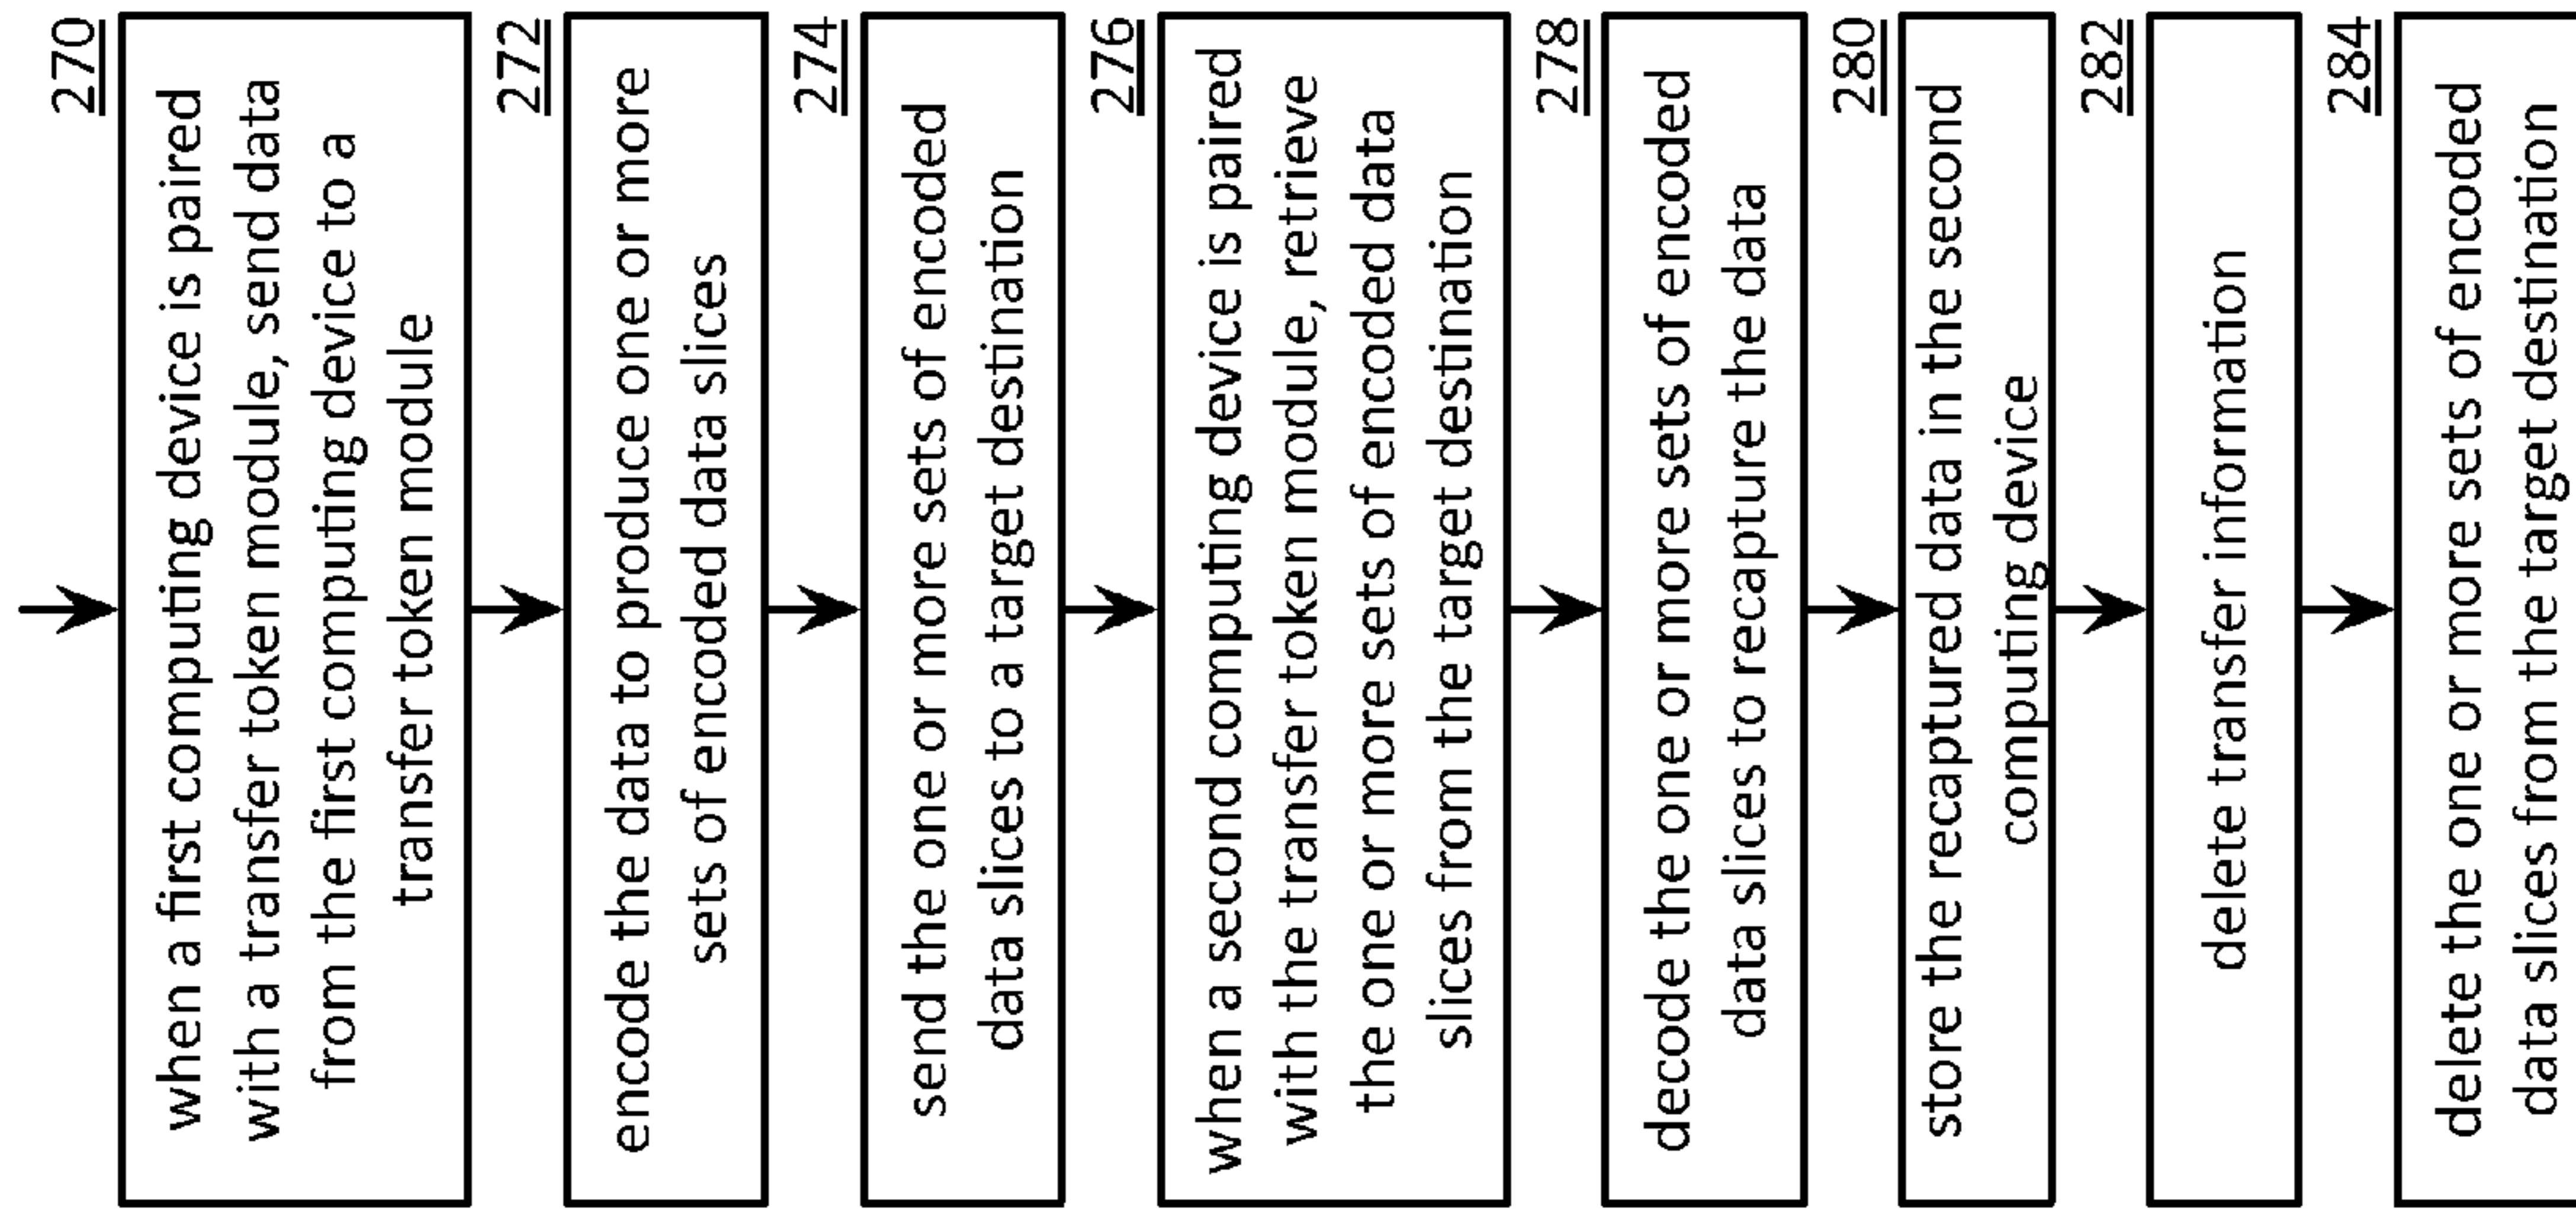 270
when a first computing device is paired
with a transfer token module, send data
from the first computing device to a
transfer token module
272
encode the data to produce one or more
sets of encoded data slices
274
send the one or more sets of encoded
data slices to a target destination
276
when a second computing device is paired
with the transfer token module, retrieve
the one or more sets of encoded data
slices from the target destination
278
decode the one or more sets of encoded
data slices to recapture the data
280
store the recaptured data in the second
computing device
282
delete transfer information
284
delete the one or more sets of encoded
data slices from the target destination